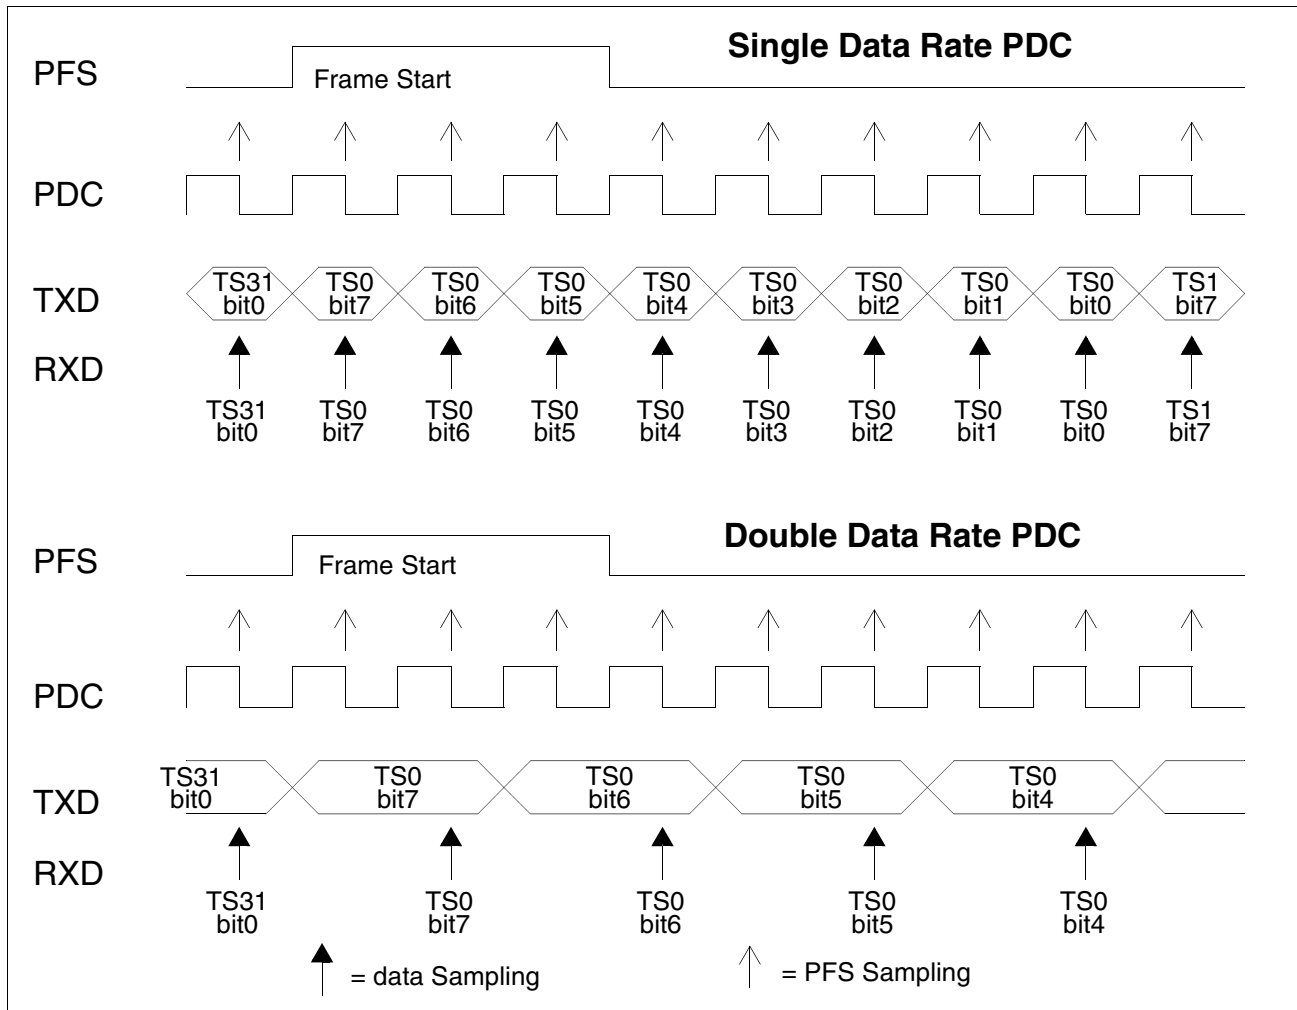 Single Data Rate PDC
PFS
Frame Start
PDC
TXD
TS31 TS0 TS0 TS0 TS0 TS0 TS0 TS0 TS0 TS1
bit0 bit7 bit6 bit5 bit4 bit3 bit2 bit1 bit0 bit7
RXD
TS31 TS0 TS0 TS0 TS0 TS0 TS0 TS0 TS0 TS1
bit0 bit7 bit6 bit5 bit4 bit3 bit2 bit1 bit0 bit7
Double Data Rate PDC
PFS
Frame Start
PDC
TXD
TS31 TS0 TS0 TS0 TS0
bit0 bit7 bit6 bit5 bit4
RXD
TS31 TS0 TS0 TS0 TS0
bit0 bit7 bit6 bit5 bit4
= data Sampling
= PFS Sampling